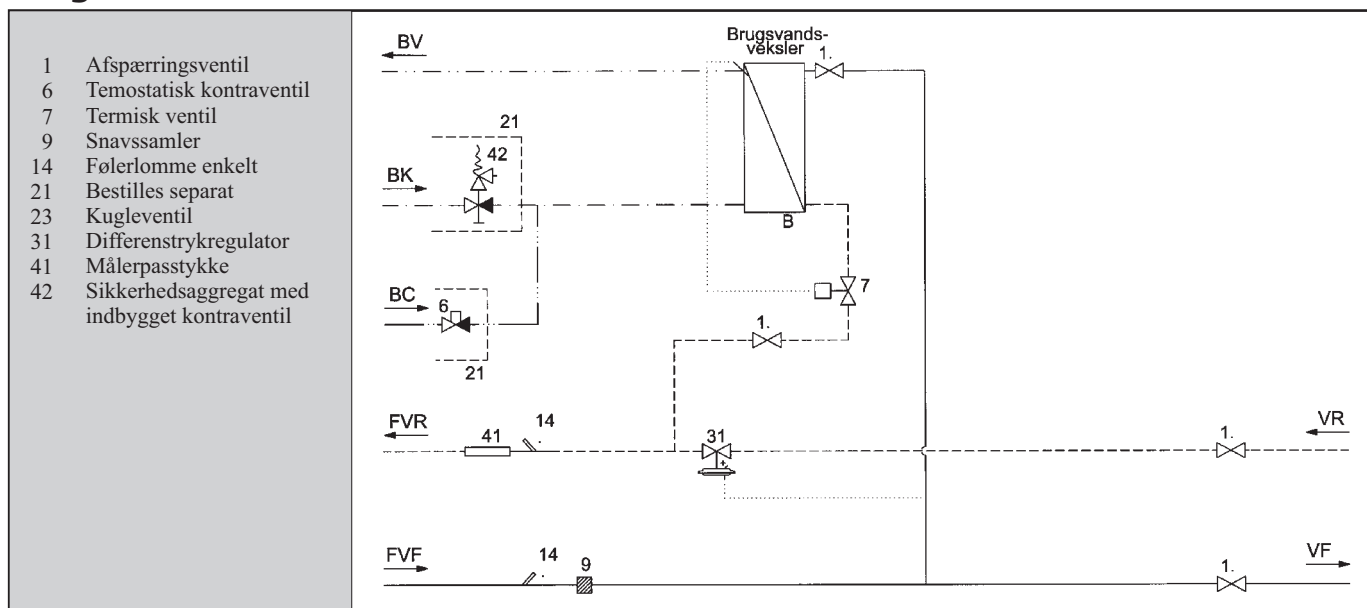 1 Afspærringsventil
6 Temostatisk kontraventil
7 Termisk ventil
9 Snavssamler
14 Følerlomme enkelt
21 Bestilles separat
23 Kugleventil
31 Differenstrykregulator
41 Målerpasstykke
42 Sikkerhedsaggregat med
indbygget kontraventil
Brugsvands-
veksler
BV
1.
21
42
BK
B
BC
6
7
1.
21
FVR
41
14
31
1.
VR
FVF
14
9
1.
VF